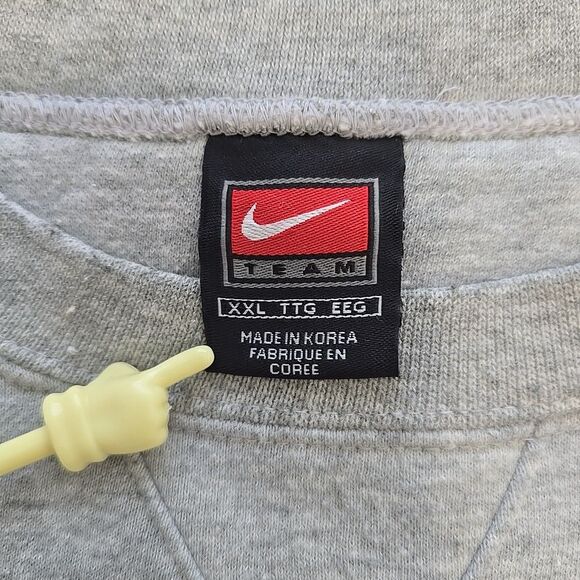 TEAM
XXL TTG EEG
MADE IN KOREA
FABRIQUE EN
COREE